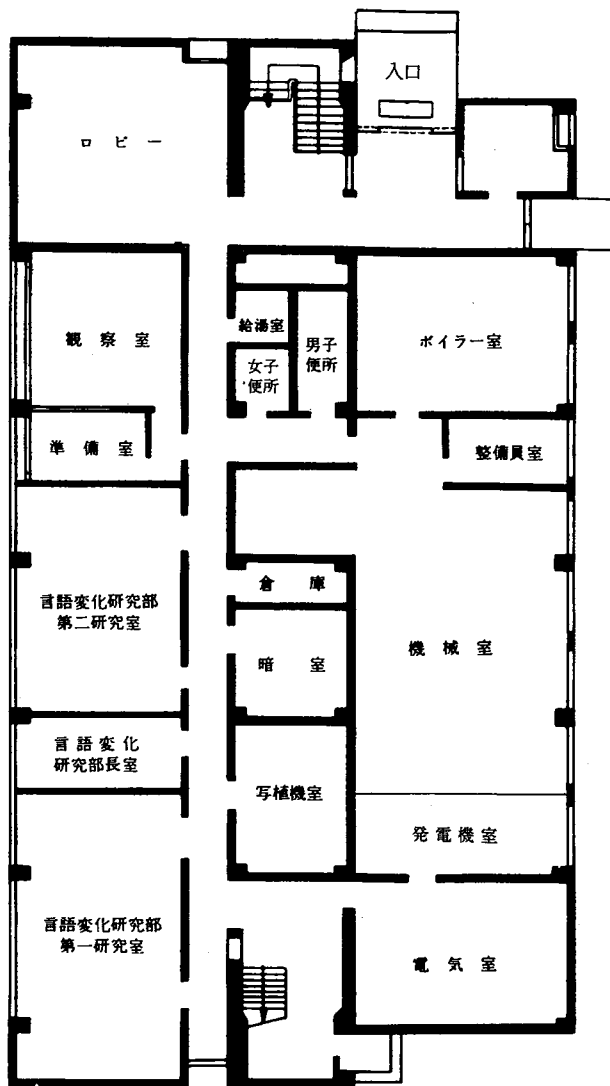 入口
ロビー
観察室
給湯室
男子
便所
女子
便所
ボイラー室
準備室
整備員室
言語変化研究部
第二研究室
倉庫
暗室
機械室
言語変化
研究部長室
写植機室
発電機室
言語変化研究部
第一研究室
電気室